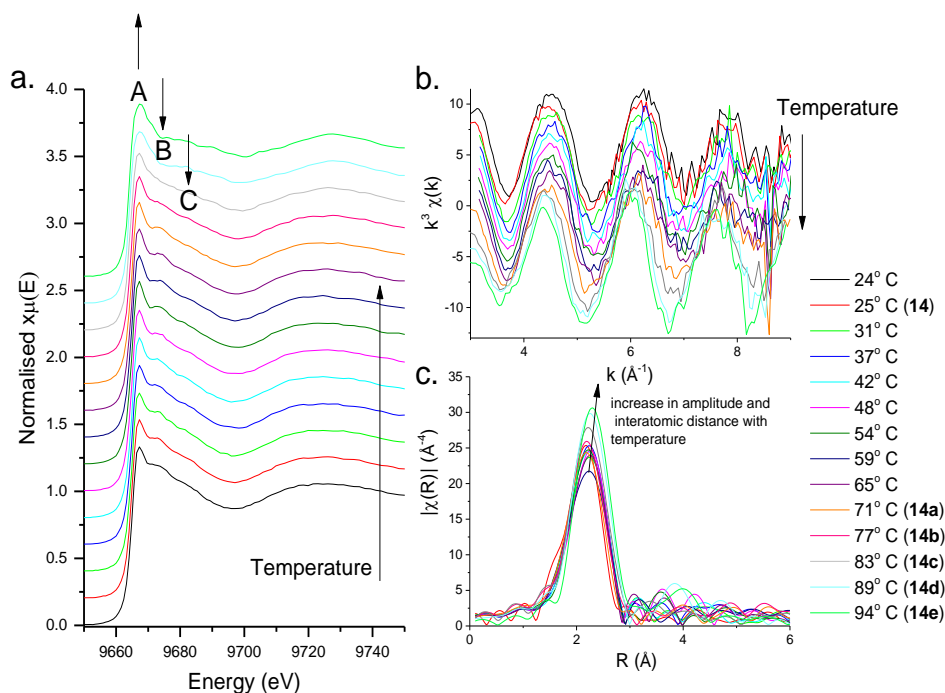 a.
A
B
C
4.0
3.5
3.0
2.5
2.0
1.5
1.0
0.5
0.0
Normalised xμ(E)
Temperature
9660 9680 9700 9720 9740
Energy (eV)
b.
Temperature
10
5
0
-5
-10
k³ χ(k)
4 6 8
k (Å⁻¹)
c.
35
30
25
20
15
10
5
0
|χ(R)| (Å⁻⁴)
increase in amplitude and
interatomic distance with
temperature
0 2 4 6
R (Å)
24° C
25° C (14)
31° C
37° C
42° C
48° C
54° C
59° C
65° C
71° C (14a)
77° C (14b)
83° C (14c)
89° C (14d)
94° C (14e)